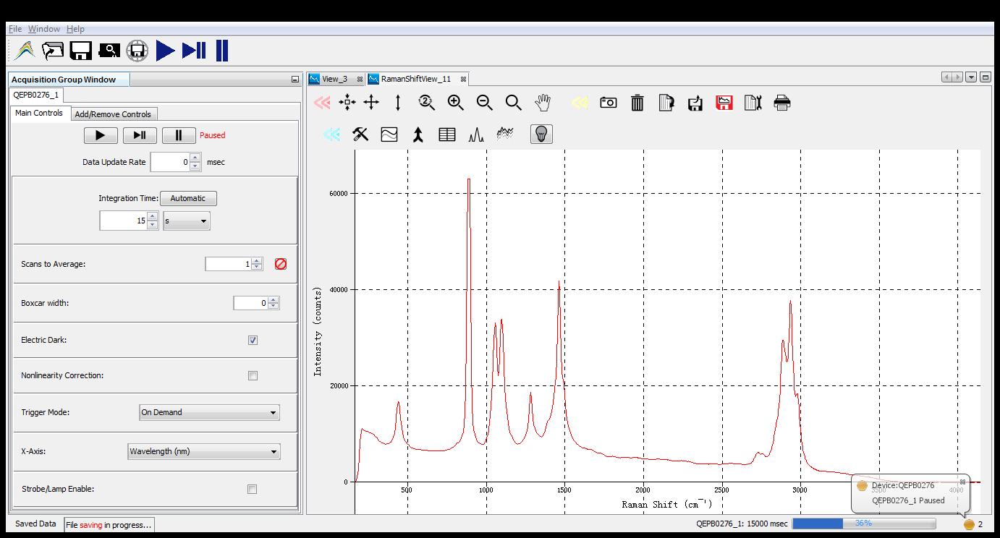 File Window Help
Acquisition Group Window
QEPB0276_1
Main Controls Add/Remove Controls
Paused
Data Update Rate 0 msec
Integration Time: Automatic
15 s
Scans to Average: 1
Boxcar width: 0
Electric Dark:
Nonlinearity Correction:
Trigger Mode: On Demand
X-Axis: Wavelength (nm)
Strobe/Lamp Enable:
View_3 RamanShiftView_11
2
Intensity (counts)
60000
40000
20000
0
500 1000 1500 2000 2500 3000 3500 4000
Raman Shift (cm⁻')
Device:QEPB0276
QEPB0276_1 Paused
Saved Data File saving in progress... QEPB0276_1: 15000 msec 36% 2